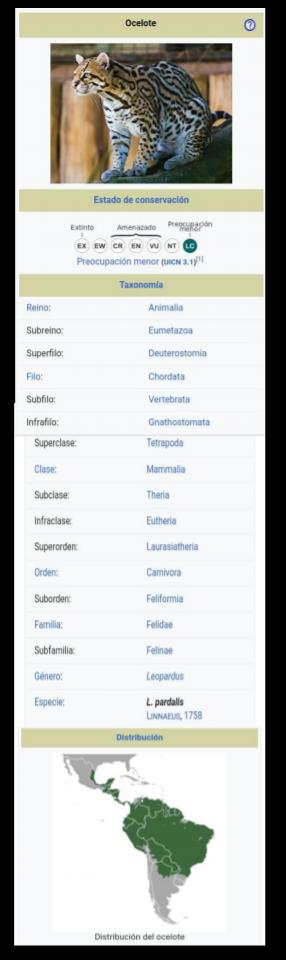 Ocelote ?
Estado de conservación
Extinto Amenazado Preocupación menor
EX EW CR EN VU NT LC
Preocupación menor (UICN 3.1)[1]
Taxonomía
Reino: Animalia
Subreino: Eumetazoa
Superfilo: Deuterostomia
Filo: Chordata
Subfilo: Vertebrata
Infrafilo: Gnathostomata
Superclase: Tetrapoda
Clase: Mammalia
Subclase: Theria
Infraclase: Eutheria
Superorden: Laurasiatheria
Orden: Carnivora
Suborden: Feliformia
Familia: Felidae
Subfamilia: Felinae
Género: Leopardus
Especie: L. pardalis
LINNAEUS, 1758
Distribución
Distribución del ocelote